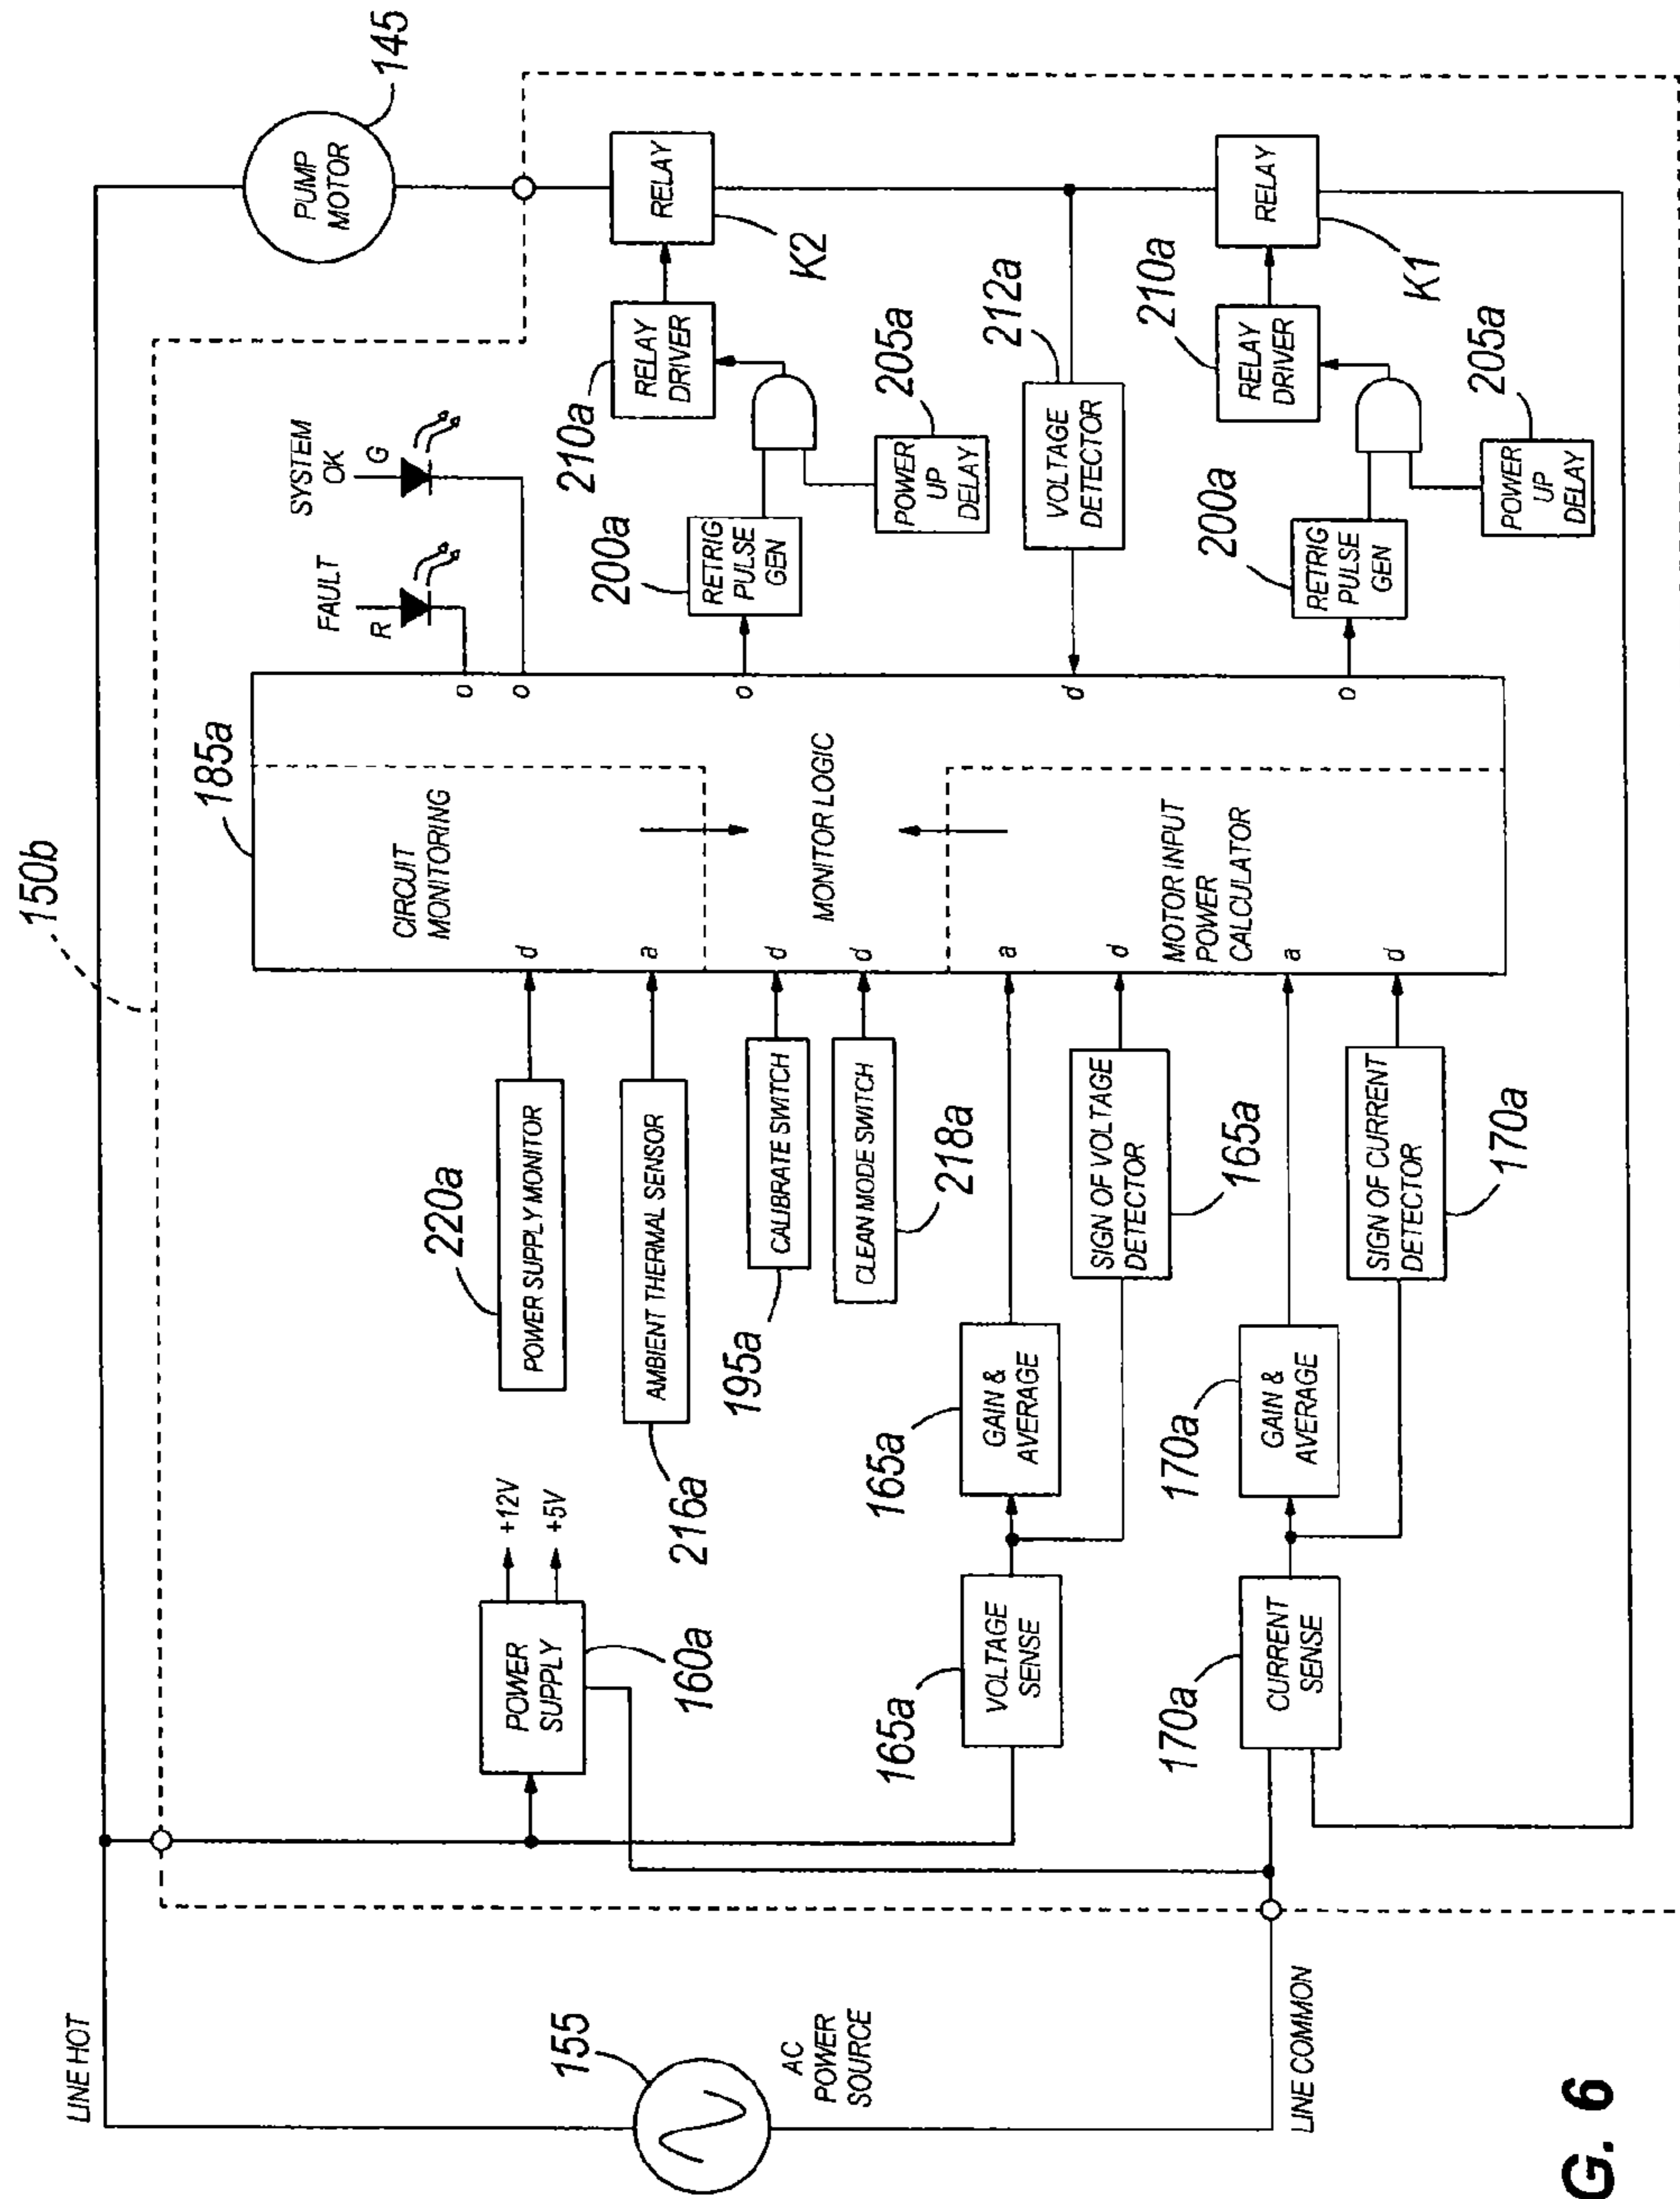 150b
LINE HOT
PUMP
MOTOR
145
185a
SYSTEM
OK
G
FAULT
R
POWER
SUPPLY
+12V
+5V
160a
220a
POWER SUPPLY MONITOR
d
CIRCUIT
MONITORING
o
o
AMBIENT THERMAL SENSOR
216a
a
155
AC
POWER
SOURCE
195a
CALIBRATE SWITCH
d
MONITOR LOGIC
CLEAN MODE SWITCH
218a
d
o
200a
RETRIG
PULSE
GEN
210a
RELAY
DRIVER
RELAY
K2
POWER
UP
DELAY
205a
165a
VOLTAGE
SENSE
165a
GAIN &
AVERAGE
a
SIGN OF VOLTAGE
DETECTOR
165a
d
MOTOR INPUT
POWER
CALCULATOR
d
VOLTAGE
DETECTOR
212a
170a
CURRENT
SENSE
170a
GAIN &
AVERAGE
a
SIGN OF CURRENT
DETECTOR
170a
d
o
200a
RETRIG
PULSE
GEN
210a
RELAY
DRIVER
RELAY
K1
POWER
UP
DELAY
205a
LINE COMMON
G. 6